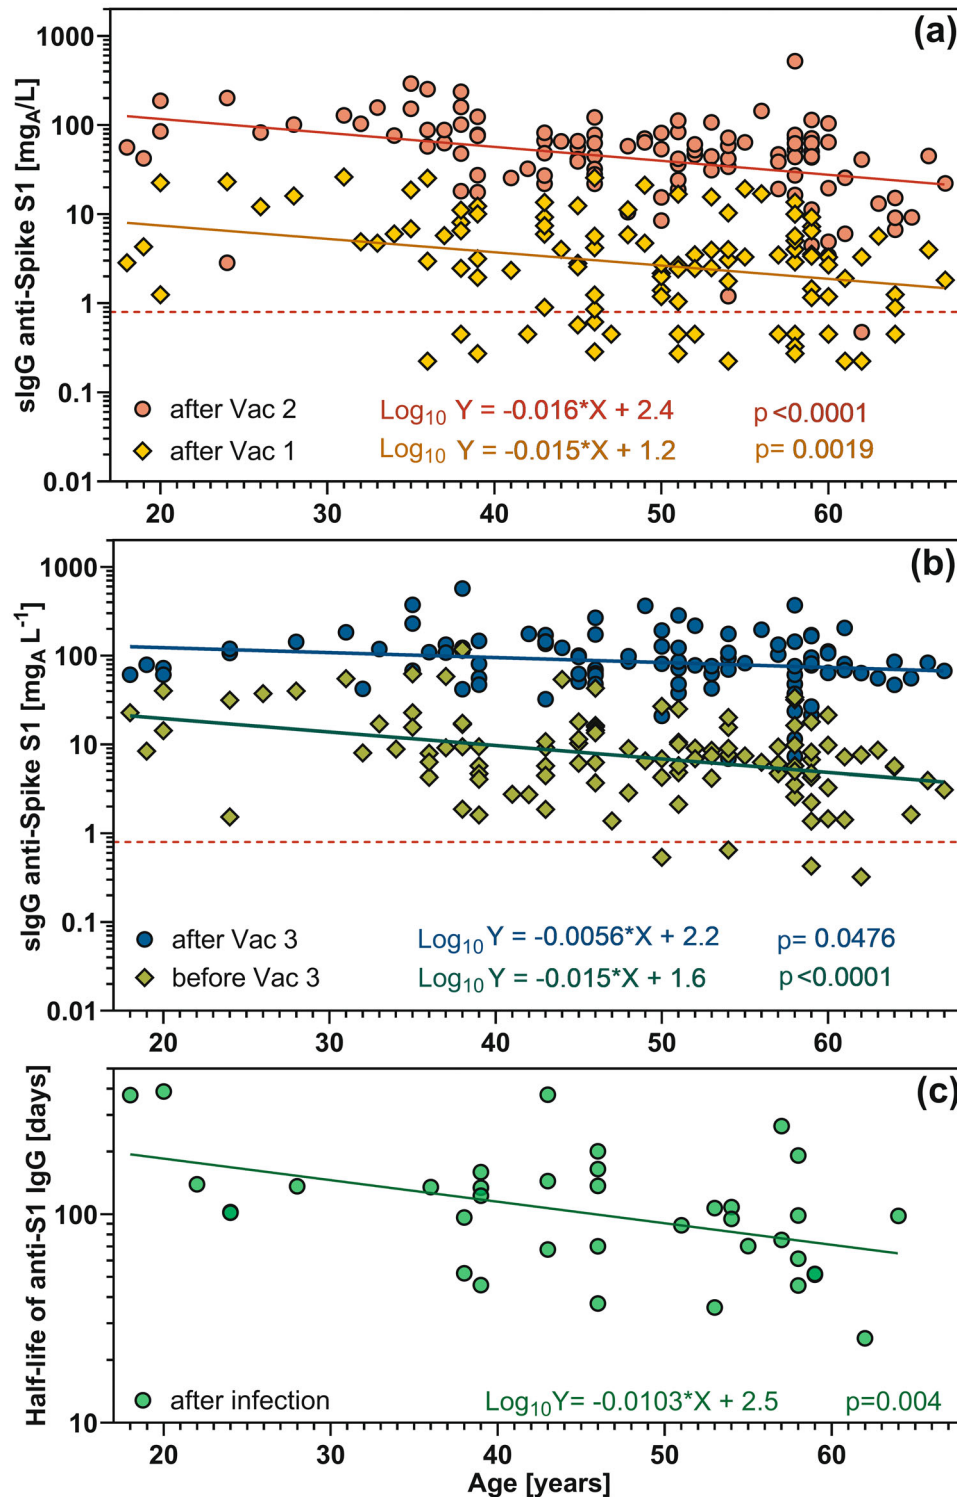 (a)
sIgG anti-Spike S1 [mgA/L]
1000
100
10
1
0.1
0.01
after Vac 2 Log10 Y = -0.016*X + 2.4 p <0.0001
after Vac 1 Log10 Y = -0.015*X + 1.2 p= 0.0019
20 30 40 50 60
(b)
sIgG anti-Spike S1 [mgA L-1]
1000
100
10
1
0.1
0.01
after Vac 3 Log10 Y = -0.0056*X + 2.2 p= 0.0476
before Vac 3 Log10 Y = -0.015*X + 1.6 p <0.0001
20 30 40 50 60
(c)
Half-life of anti-S1 IgG [days]
100
10
after infection Log10Y= -0.0103*X + 2.5 p=0.004
20 30 40 50 60
Age [years]